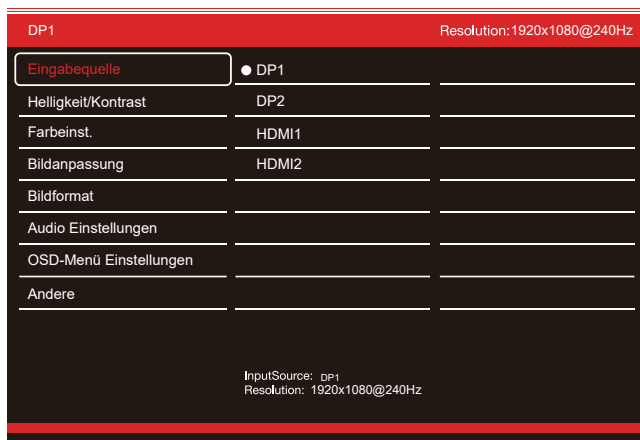 DP1 Resolution:1920x1080@240Hz
Eingabequelle DP1
Helligkeit/Kontrast DP2
Farbeinst. HDMI1
Bildanpassung HDMI2
Bildformat
Audio Einstellungen
OSD-Menü Einstellungen
Andere
InputSource: DP1
Resolution: 1920x1080@240Hz